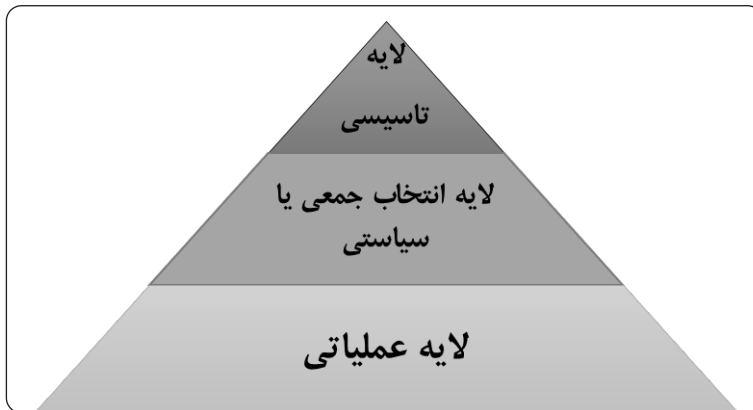 لایه
تاسیسی
لایه انتخاب جمعی یا
سیاستی
لایه عملیاتی